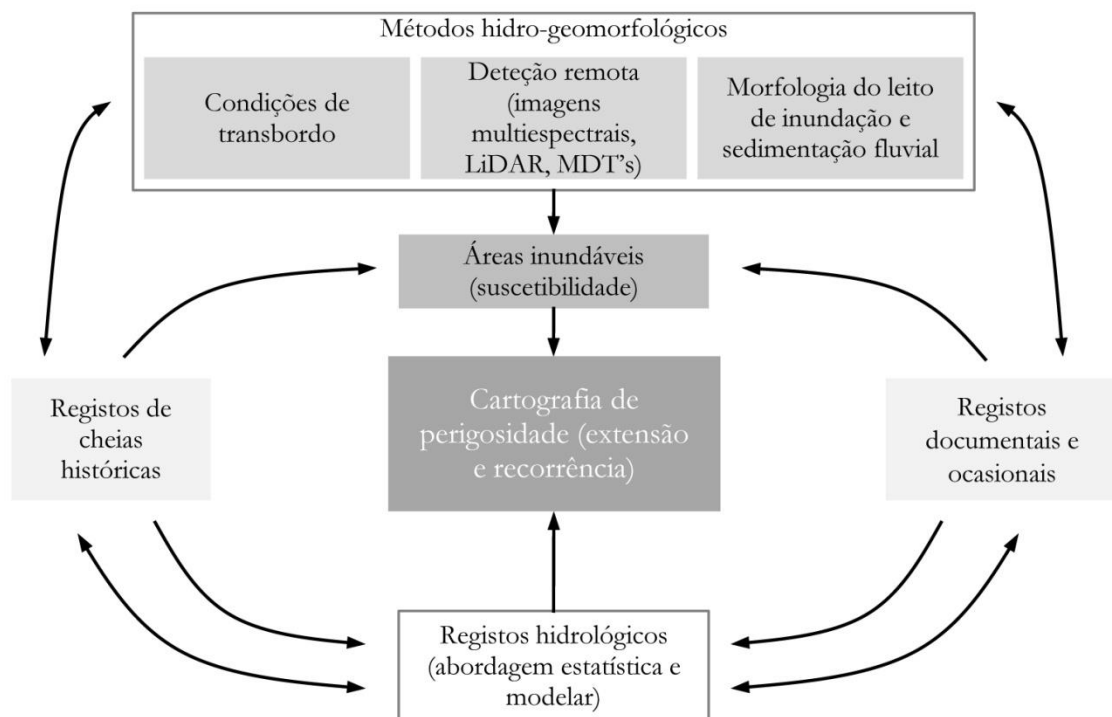 Métodos hidro-geomorfológicos
Condições de
transbordo
Deteção remota
(imagens
multiespectrais,
LiDAR, MDT's)
Morfologia do leito
de inundação e
sedimentação fluvial
Áreas inundáveis
(suscetibilidade)
Registos de
cheias
históricas
Cartografia de
perigosidade (extensão
e recorrência)
Registos
documentais e
ocasionais
Registos hidrológicos
(abordagem estatística e
modelar)